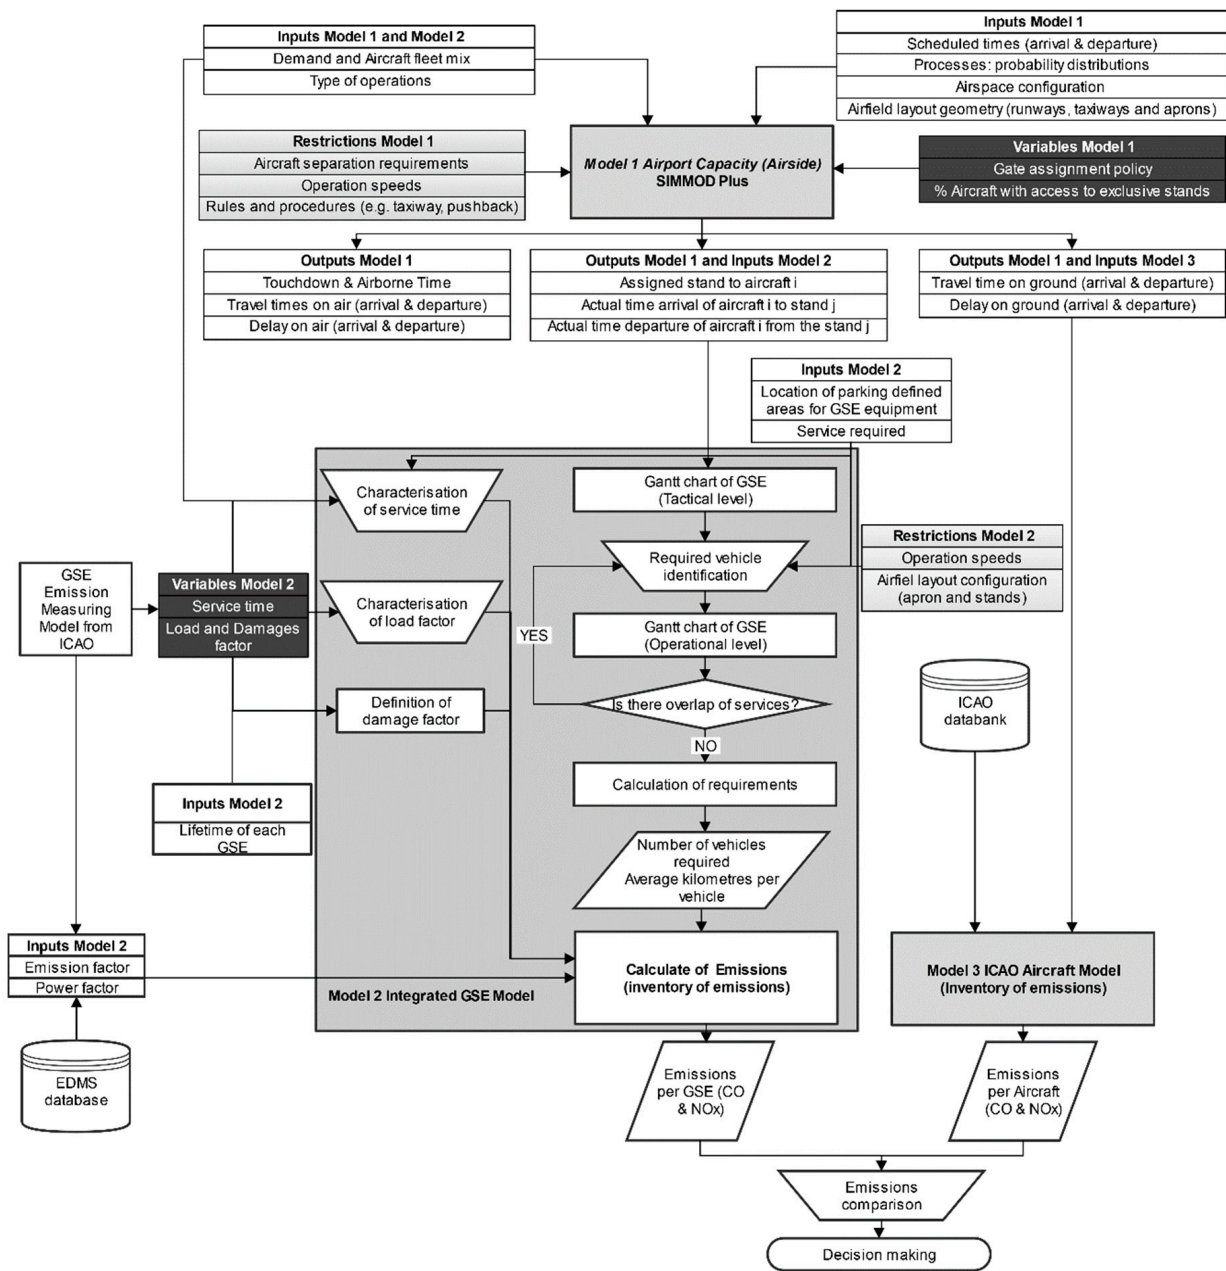 Inputs Model 1 and Model 2
Demand and Aircraft fleet mix
Type of operations
Inputs Model 1
Scheduled times (arrival & departure)
Processes: probability distributions
Airspace configuration
Airfield layout geometry (runways, taxiways and aprons)
Restrictions Model 1
Aircraft separation requirements
Operation speeds
Rules and procedures (e.g. taxiway, pushback)
Model 1 Airport Capacity (Airside)
SIMMOD Plus
Variables Model 1
Gate assignment policy
% Aircraft with access to exclusive stands
Outputs Model 1
Touchdown & Airborne Time
Travel times on air (arrival & departure)
Delay on air (arrival & departure)
Outputs Model 1 and Inputs Model 2
Assigned stand to aircraft i
Actual time arrival of aircraft i to stand j
Actual time departure of aircraft i from the stand j
Outputs Model 1 and Inputs Model 3
Travel time on ground (arrival & departure)
Delay on ground (arrival & departure)
Inputs Model 2
Location of parking defined
areas for GSE equipment
Service required
Characterisation
of service time
Gantt chart of GSE
(Tactical level)
Required vehicle
identification
Restrictions Model 2
Operation speeds
Airfiel layout configuration
(apron and stands)
GSE
Emission
Measuring
Model from
ICAO
Variables Model 2
Service time
Load and Damages
factor
Characterisation
of load factor
YES
Gantt chart of GSE
(Operational level)
Definition of
damage factor
Is there overlap of services?
ICAO
databank
NO
Inputs Model 2
Lifetime of each
GSE
Calculation of requirements
Number of vehicles
required
Average kilometres per
vehicle
Inputs Model 2
Emission factor
Power factor
Calculate of Emissions
(inventory of emissions)
Model 2 Integrated GSE Model
Model 3 ICAO Aircraft Model
(Inventory of emissions)
EDMS
database
Emissions
per GSE (CO
& NOx)
Emissions
per Aircraft
(CO & NOx)
Emissions
comparison
Decision making